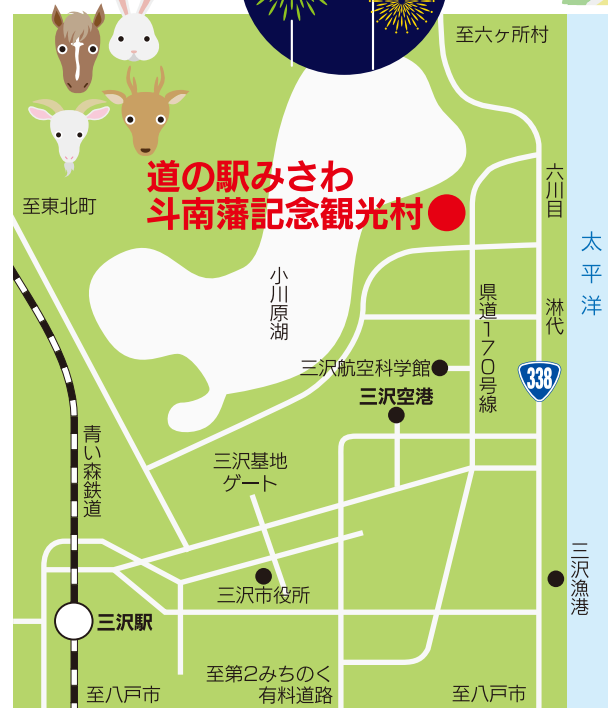 至六ヶ所村
道の駅みさわ
斗南藩記念観光村
六川目
至東北町
太平洋
小川原湖
県道170号線
淋代
三沢航空科学館
338
三沢空港
青い森鉄道
三沢基地
ゲート
三沢漁港
三沢市役所
三沢駅
至第2みちのく
有料道路
至八戸市
至八戸市